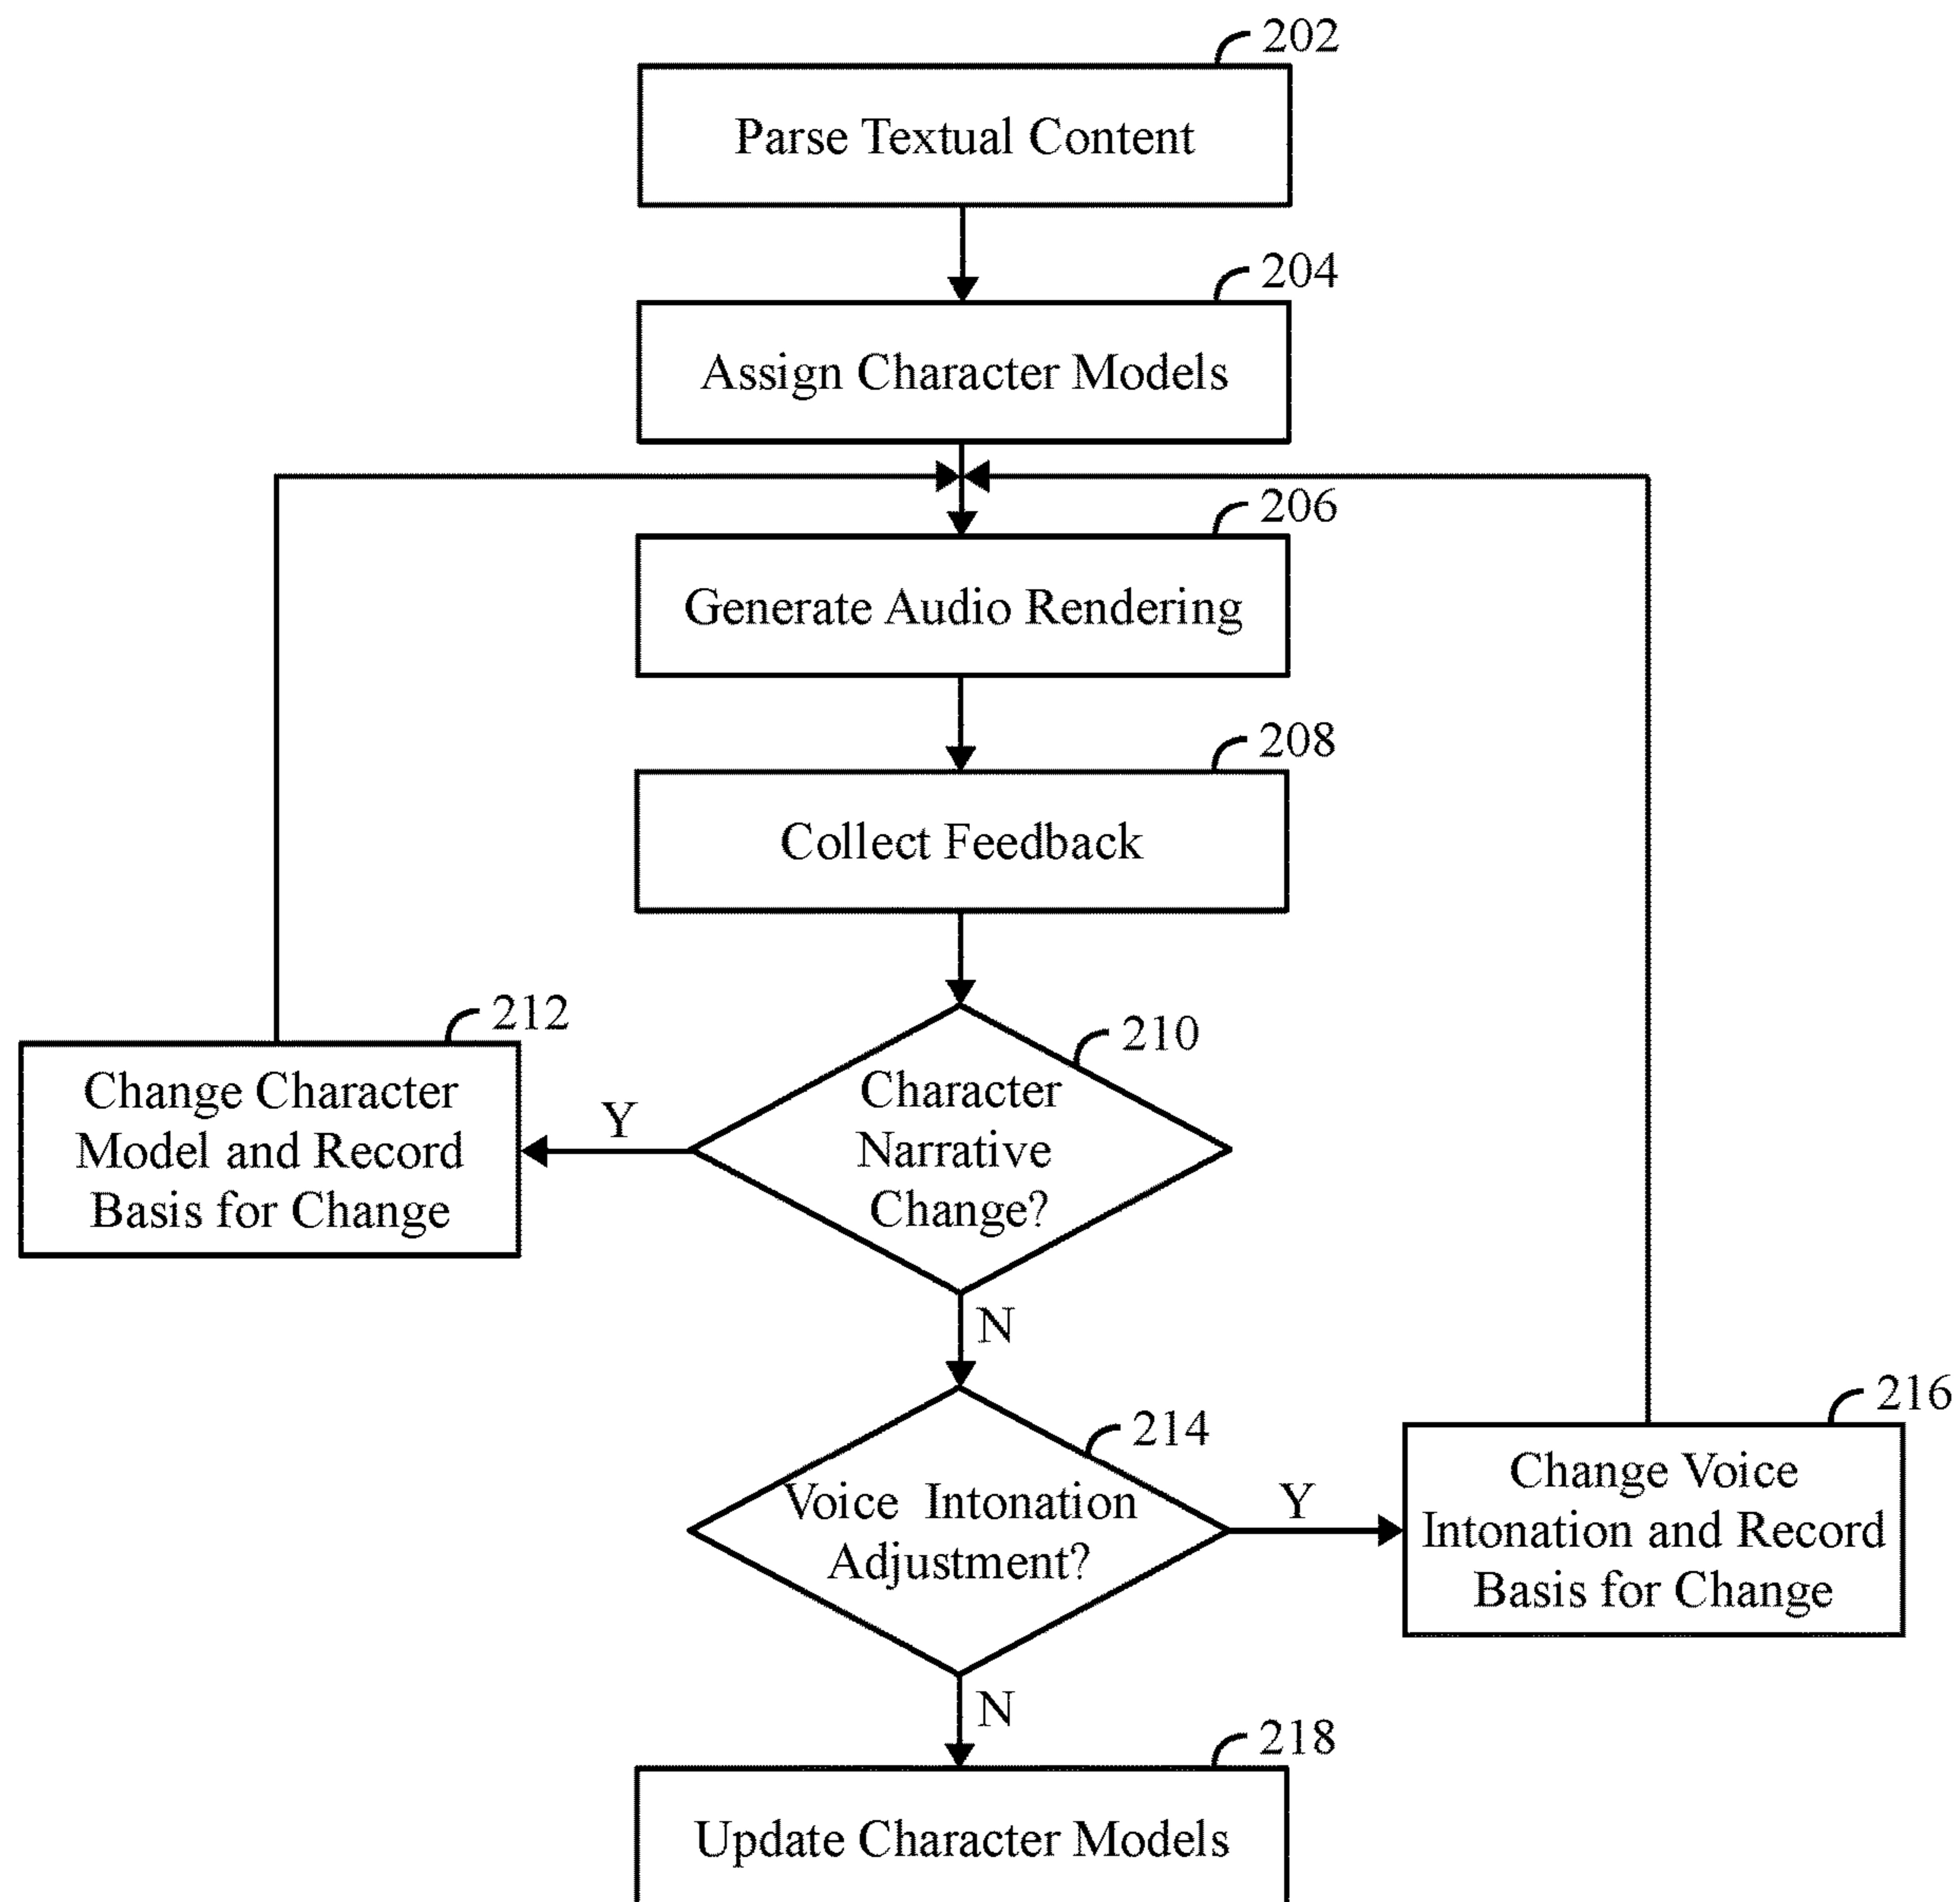 202
Parse Textual Content
204
Assign Character Models
206
Generate Audio Rendering
208
Collect Feedback
210
Character
Narrative
Change?
Y
212
Change Character
Model and Record
Basis for Change
N
214
Voice Intonation
Adjustment?
Y
216
Change Voice
Intonation and Record
Basis for Change
N
218
Update Character Models